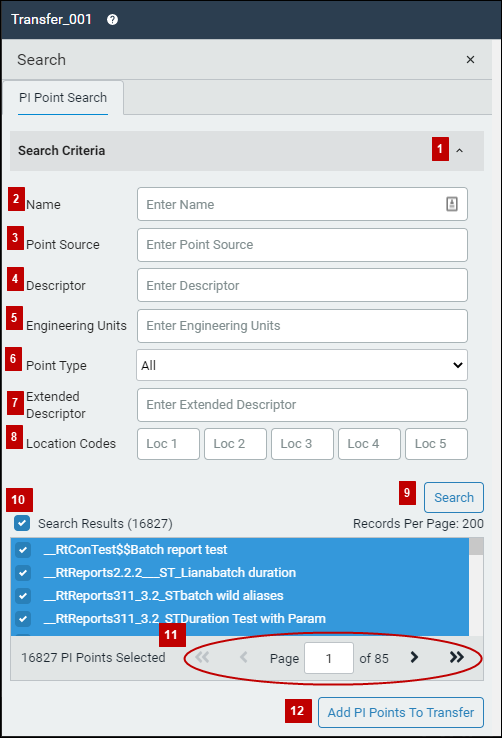 Transfer_001 ?
Search ×
PI Point Search
Search Criteria 1
2 Name Enter Name
3 Point Source Enter Point Source
4 Descriptor Enter Descriptor
5 Engineering Units Enter Engineering Units
6 Point Type All
7 Extended Descriptor Enter Extended Descriptor
8 Location Codes Loc 1 Loc 2 Loc 3 Loc 4 Loc 5
9 Search
10
Search Results (16827) Records Per Page: 200
__RtConTest$$Batch report test
__RtReports2.2.2___ST_Lianabatch duration
__RtReports311_3.2_STbatch wild aliases
__RtReports311_3.2_STDuration Test with Param
11
16827 PI Points Selected Page 1 of 85
12 Add PI Points To Transfer